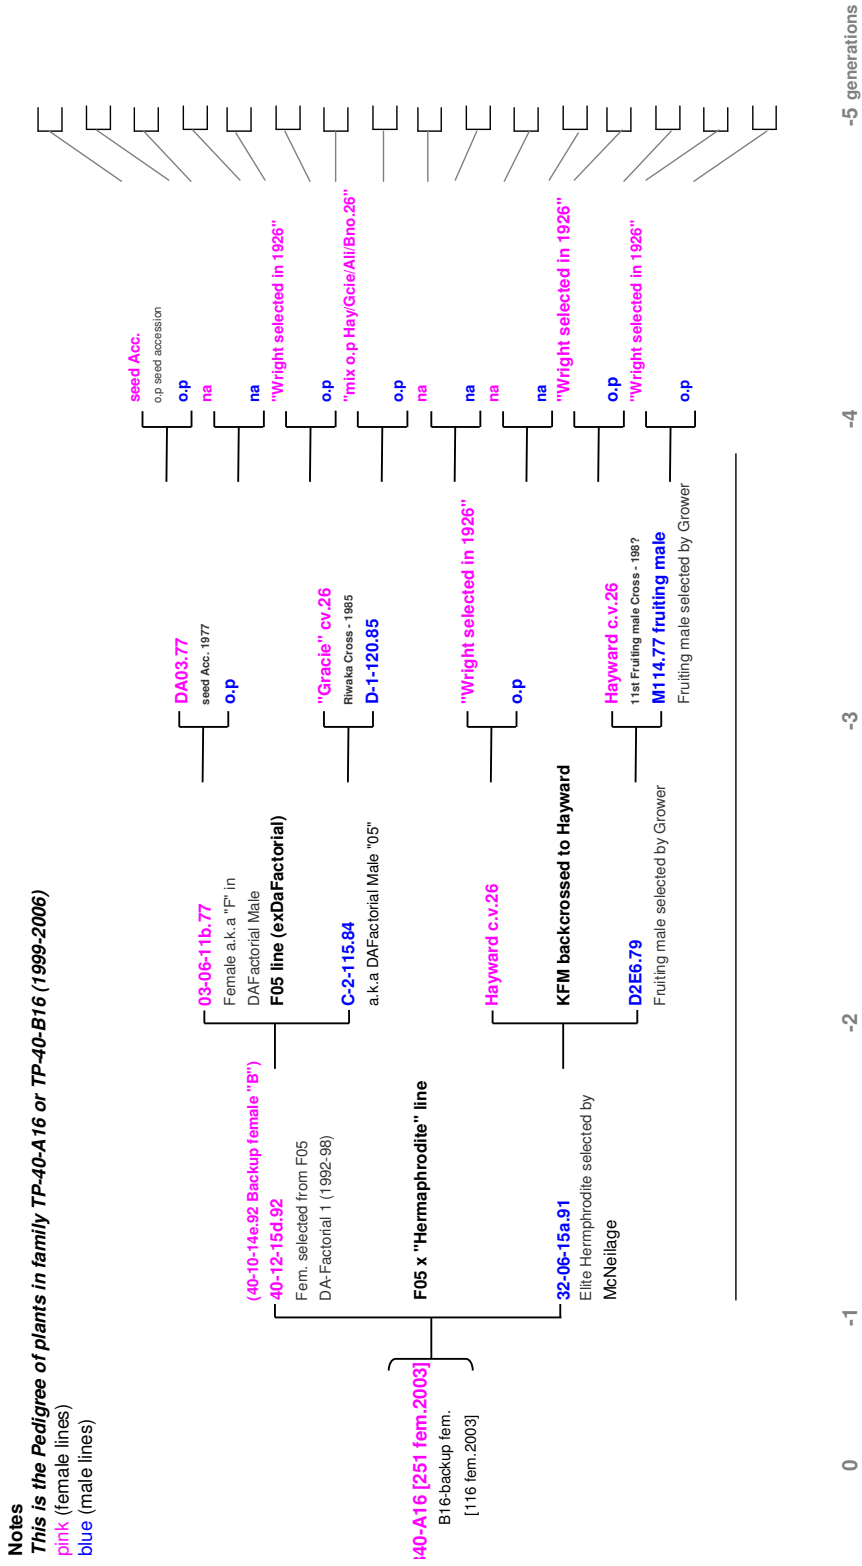 Notes
This is the Pedigree of plants in family TP-40-A16 or TP-40-B16 (1999-2006)
pink (female lines)
blue (male lines)
40-A16 [251 fem.2003]
B16-backup fem.
[116 fem.2003]
(40-10-14e.92 Backup female "B")
40-12-15d.92
Fem. selected from F05
DA-Factorial 1 (1992-98)
F05 x "Hermaphrodite" line
32-06-15a.91
Elite Hermphrodite selected by
McNeilage
03-06-11b.77
Female a.k.a "F" in
DAFactorial Male
F05 line (exDaFactorial)
C-2-115.84
a.k.a DAFactorial Male "05"
Hayward c.v.26
KFM backcrossed to Hayward
D2E6.79
Fruiting male selected by Grower
DA03.77
seed Acc. 1977
o.p
"Gracie" cv.26
Riwaka Cross - 1985
D-1-120.85
"Wright selected in 1926"
o.p
Hayward c.v.26
11st Fruiting male Cross - 198?
M114.77 fruiting male
Fruiting male selected by Grower
seed Acc.
o.p seed accession
o.p
na
na
"Wright selected in 1926"
o.p
"mix o.p Hay/Gcie/Ali/Bno.26"
o.p
na
na
na
na
"Wright selected in 1926"
o.p
"Wright selected in 1926"
o.p
0
-1
-2
-3
-4
-5 generations